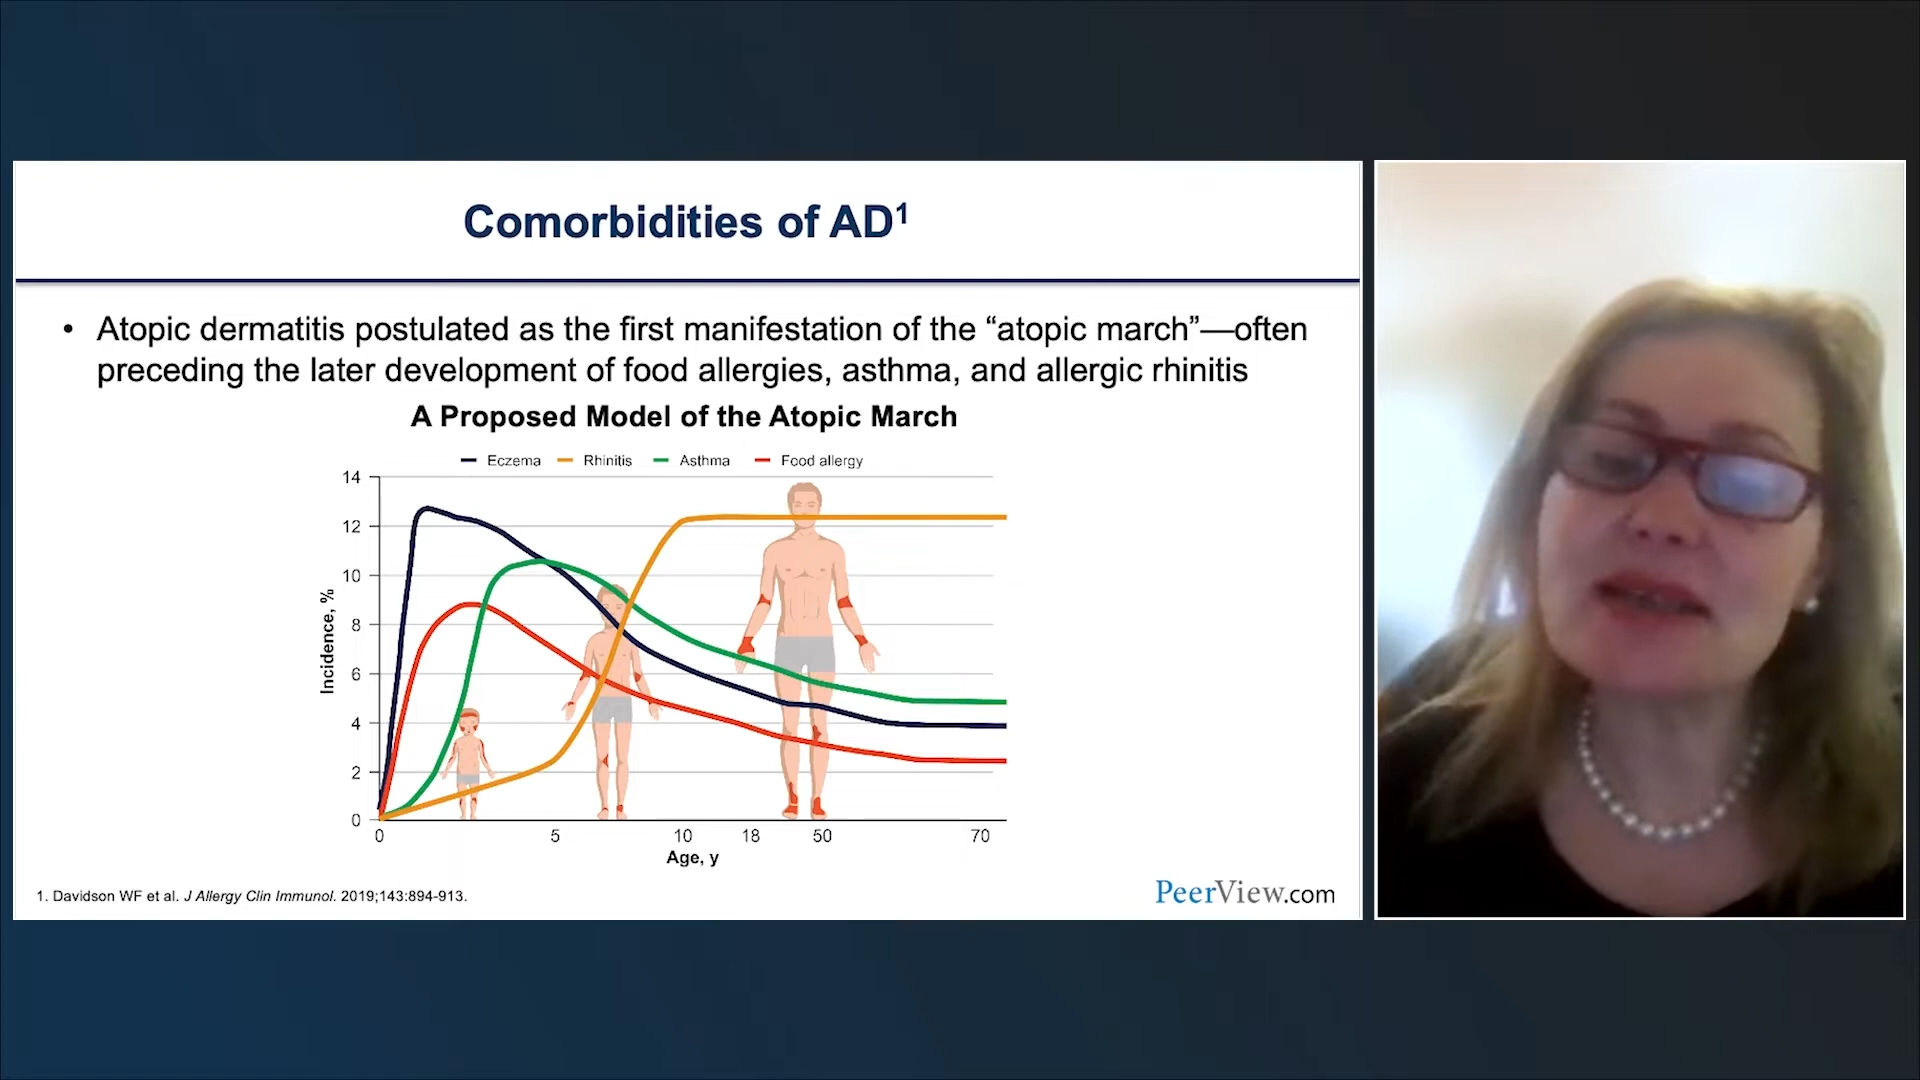 Comorbidities of AD1
• Atopic dermatitis postulated as the first manifestation of the “atopic march”—often
preceding the later development of food allergies, asthma, and allergic rhinitis
A Proposed Model of the Atopic March
Eczema Rhinitis Asthma Food allergy
14
12
10
8
6
4
2
0
Incidence, %
0 5 10 18 50 70
Age, y
1. Davidson WF et al. J Allergy Clin Immunol. 2019;143:894-913.
PeerView.com